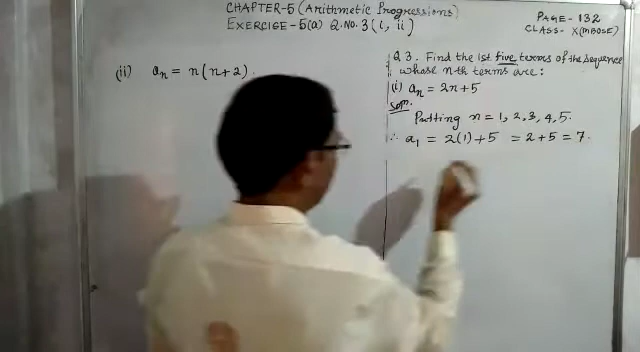 CHAPTER-5 (Arithmetic Progressions)
EXERCISE-5(a) Q.NO.3(i, ii)
PAGE-132
CLASS-X(MBOSE)
(ii) an = n(n+2).
Q3. Find the 1st five terms of the sequence
whose nth terms are:
(i) an = 2n+5
Soln.
Putting n=1, 2, 3, 4, 5.
∴ a1 = 2(1)+5 = 2+5 = 7.